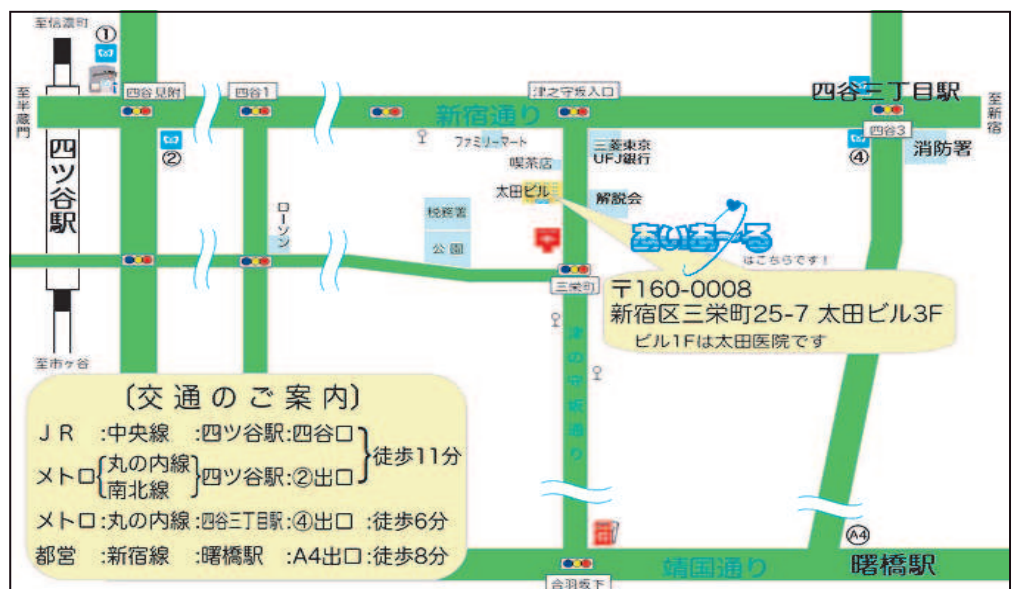 至信濃町
①
至半蔵門
四谷見附
四谷1
津之守坂入口
四谷三丁目駅
至新宿
新宿通り
四谷3
②
ファミリーマート
三菱東京
UFJ銀行
④
消防署
喫茶店
四ツ谷駅
太田ビル
解説会
ローソン
税務署
公園
あいあ〜る
はこちらです!
三栄町
〒160-0008
新宿区三栄町25-7 太田ビル3F
ビル1Fは太田医院です
至市ヶ谷
津の守坂通り
〔交通のご案内〕
JR :中央線 :四ツ谷駅:四谷口
メトロ{丸の内線 南北線}四ツ谷駅:②出口
徒歩11分
メトロ:丸の内線:四谷三丁目駅:④出口:徒歩6分
都営 :新宿線 :曙橋駅 :A4出口:徒歩8分
A4
靖国通り
曙橋駅
合羽坂下